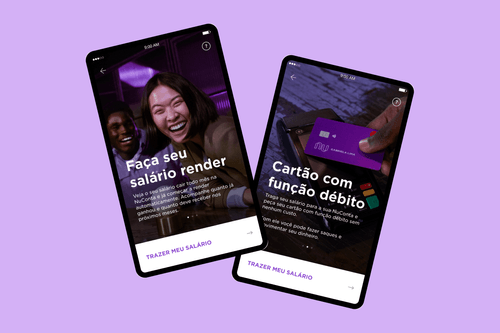 9:00 AM
Faça seu
salário render
Veja o seu salário cair todo mês na
NuConta e já começar a render
automaticamente. Acompanhe quanto já
ganhou e quanto deve receber nos
próximos meses.
TRAZER MEU SALÁRIO
9:00 AM
nu
Cartão com
função débito
Traga seu salário para a sua NuConta e
peça seu cartão com função débito sem
nenhum custo.
Com ele você pode fazer saques e
movimentar seu dinheiro.
TRAZER MEU SALÁRIO